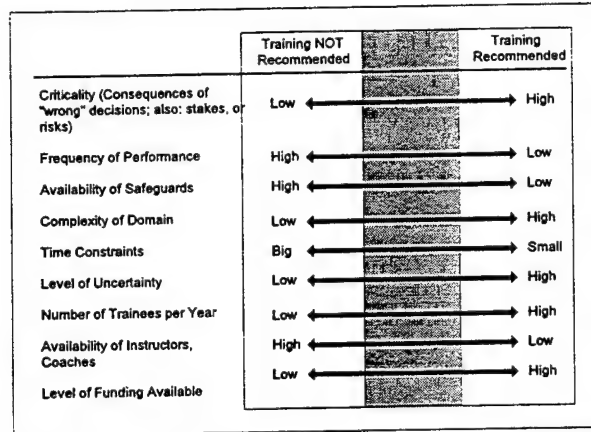 Training NOT Recommended    Training Recommended
Criticality (Consequences of
"wrong" decisions; also: stakes, or
risks)    Low    High
Frequency of Performance    High    Low
Availability of Safeguards    High    Low
Complexity of Domain    Low    High
Time Constraints    Big    Small
Level of Uncertainty    Low    High
Number of Trainees per Year    Low    High
Availability of Instructors,    High    Low
Coaches
Low    High
Level of Funding Available